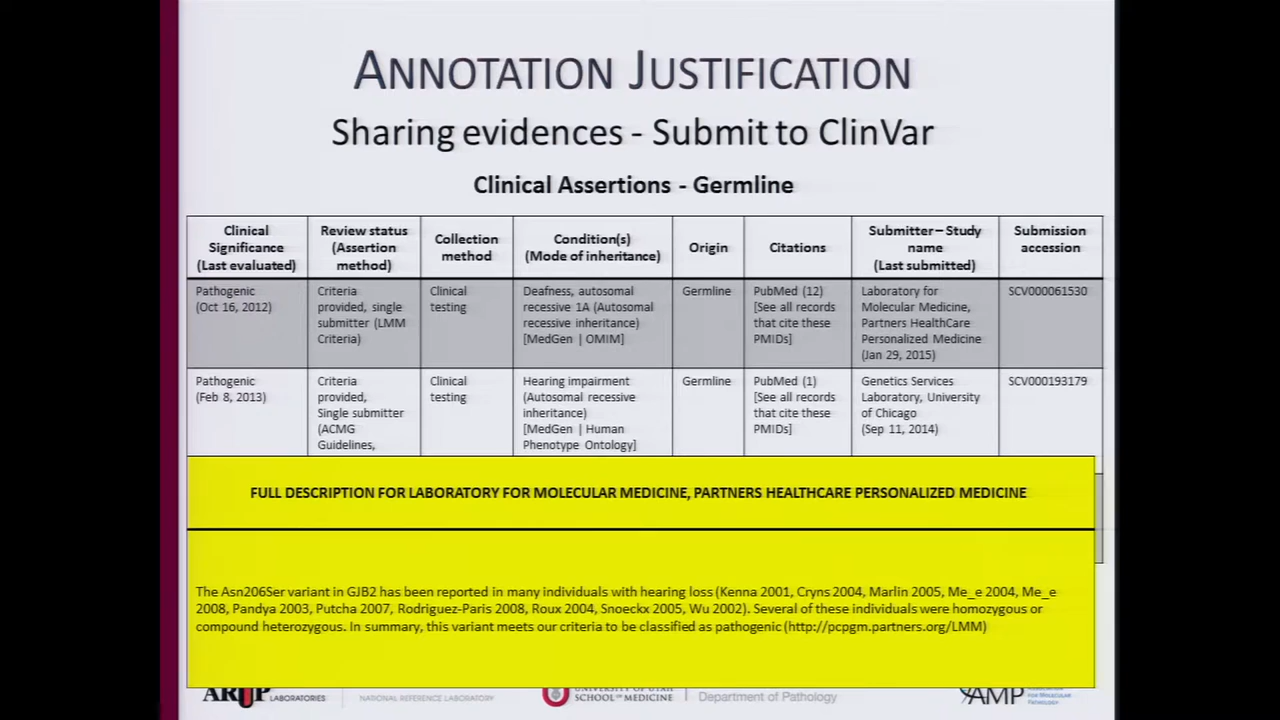 ANNOTATION JUSTIFICATION
Sharing evidences - Submit to ClinVar
Clinical Assertions - Germline
Clinical Significance (Last evaluated)
Review status (Assertion method)
Collection method
Condition(s) (Mode of inheritance)
Origin
Citations
Submitter – Study name (Last submitted)
Submission accession
Pathogenic
(Oct 16, 2012)
Criteria
provided, single
submitter (LMM
Criteria)
Clinical
testing
Deafness, autosomal
recessive 1A (Autosomal
recessive inheritance)
[MedGen | OMIM]
Germline
PubMed (12)
[See all records
that cite these
PMIDs]
Laboratory for
Molecular Medicine,
Partners HealthCare
Personalized Medicine
(Jan 29, 2015)
SCV000061530
Pathogenic
(Feb 8, 2013)
Criteria
provided,
Single submitter
(ACMG
Guidelines,
Clinical
testing
Hearing impairment
(Autosomal recessive
inheritance)
[MedGen | Human
Phenotype Ontology]
Germline
PubMed (1)
[See all records
that cite these
PMIDs]
Genetics Services
Laboratory, University
of Chicago
(Sep 11, 2014)
SCV000193179
FULL DESCRIPTION FOR LABORATORY FOR MOLECULAR MEDICINE, PARTNERS HEALTHCARE PERSONALIZED MEDICINE
The Asn206Ser variant in GJB2 has been reported in many individuals with hearing loss (Kenna 2001, Cryns 2004, Marlin 2005, Me_e 2004, Me_e
2008, Pandya 2003, Putcha 2007, Rodriguez-Paris 2008, Roux 2004, Snoeckx 2005, Wu 2002). Several of these individuals were homozygous or
compound heterozygous. In summary, this variant meets our criteria to be classified as pathogenic (http://pcpgm.partners.org/LMM)
ARUP LABORATORIES
NATIONAL REFERENCE LABORATORY
UNIVERSITY OF UTAH
SCHOOL OF MEDICINE
Department of Pathology
AMP
FOR MOLECULAR
PATHOLOGY